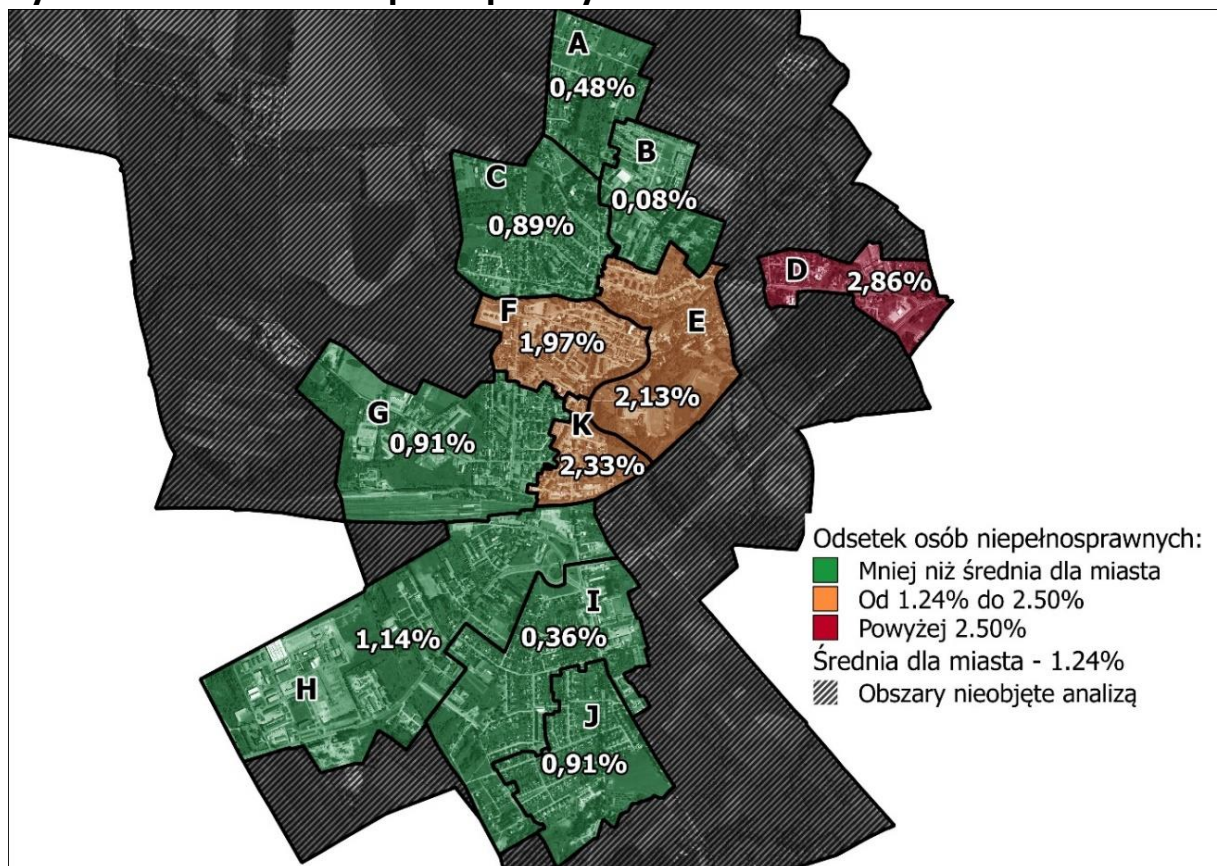 A
0,48%
B
0,08%
C
0,89%
D
2,86%
E
F
1,97%
2,13%
G
0,91%
K
2,33%
Odsetek osób niepełnosprawnych:
Mniej niż średnia dla miasta
Od 1.24% do 2.50%
Powyżej 2.50%
Średnia dla miasta - 1.24%
Obszary nieobjęte analizą
I
0,36%
1,14%
H
J
0,91%